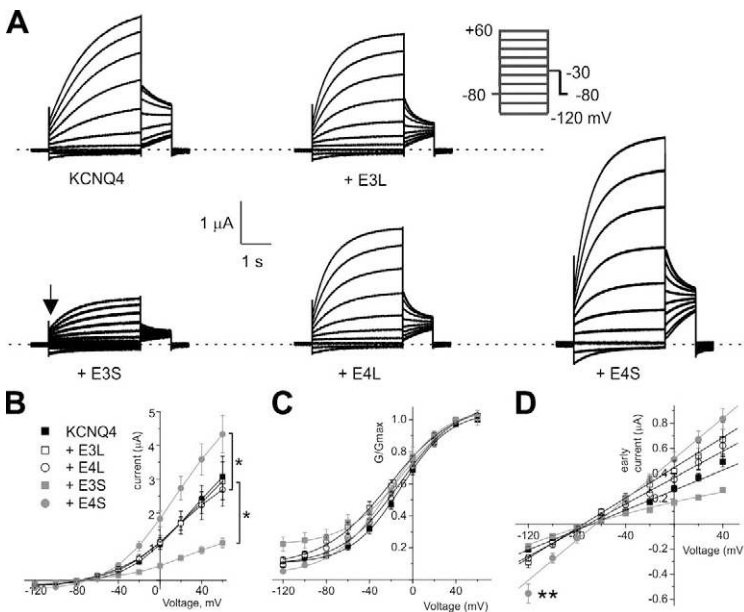 A
+60
-80
-30
-80
-120 mV
KCNQ4
+ E3L
1 μA
1 s
+ E3S
+ E4L
+ E4S
B
KCNQ4
+ E3L
+ E4L
+ E3S
+ E4S
current (μA)
5
4
3
2
1
*
*
-120
-80
-40
0
40
Voltage, mV
C
G/Gmax
1.0
0.8
0.6
0.4
0.2
-120
-80
-40
0
40
Voltage (mV)
D
early
current (μA)
0.8
0.6
0.4
0.2
-120
-80
-40
40
-0.2
Voltage (mV)
-0.4
-0.6
**